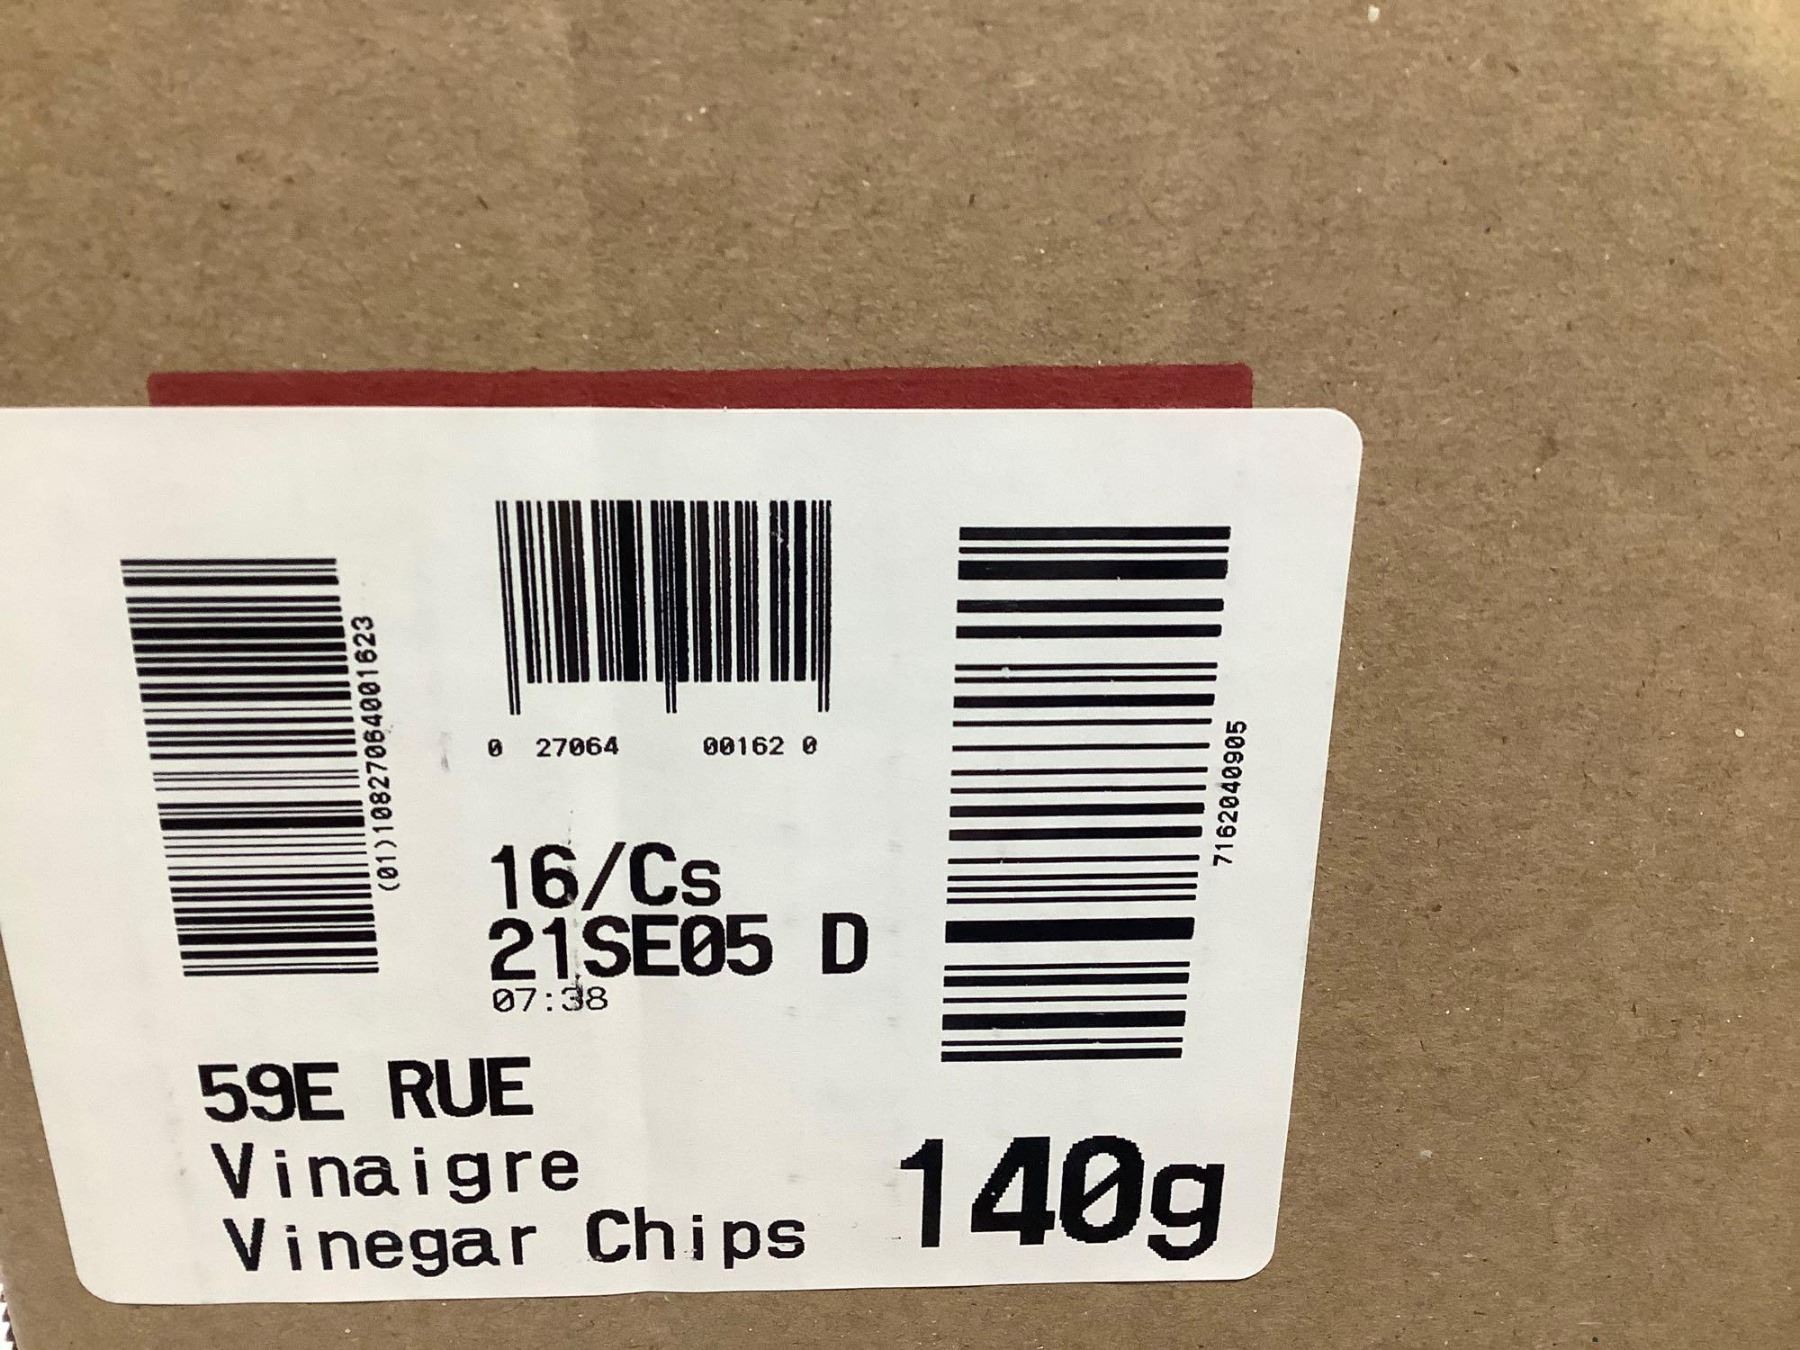 (01)10827064001623
0 27064 00162 0
7162040905
16/Cs
21SE05 D
07:38
59E RUE
Vinaigre
Vinegar Chips
140g